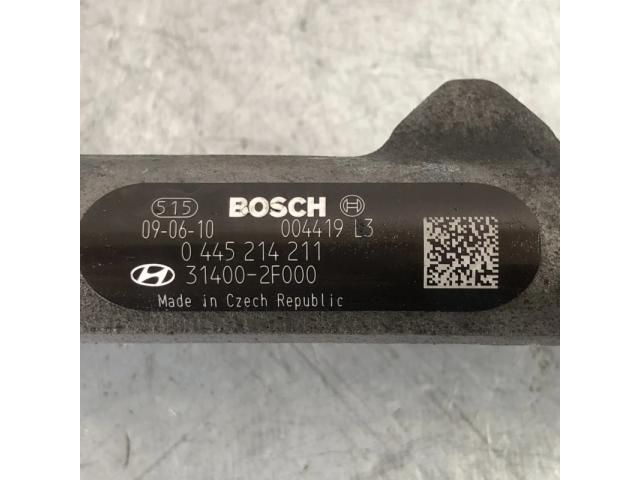 515 BOSCH
09-06-10 004419 L3
0 445 214 211
31400-2F000
Made in Czech Republic